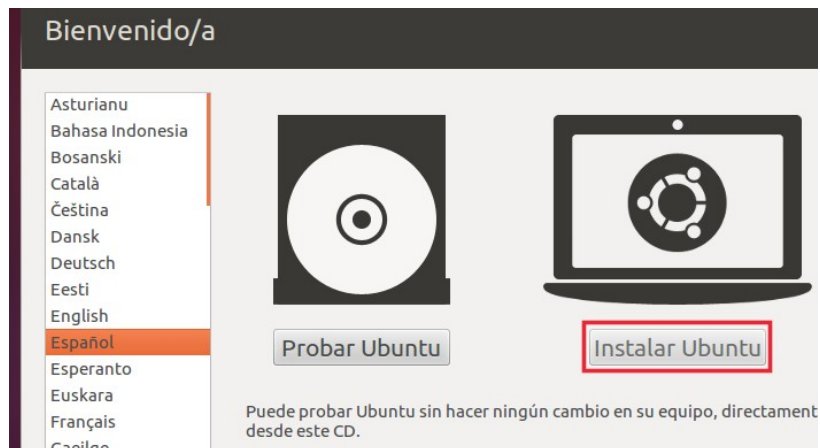 Bienvenido/a
Asturianu
Bahasa Indonesia
Bosanski
Català
Čeština
Dansk
Deutsch
Eesti
English
Español
Esperanto
Euskara
Français
Gaeilge
Probar Ubuntu
Instalar Ubuntu
Puede probar Ubuntu sin hacer ningún cambio en su equipo, directament
desde este CD.